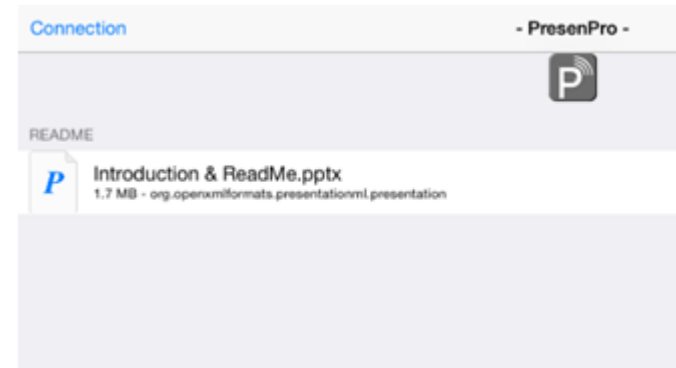 Connection
- PresenPro -
P
README
P
Introduction & ReadMe.pptx
1.7 MB - org.openxmlformats.presentationml.presentation